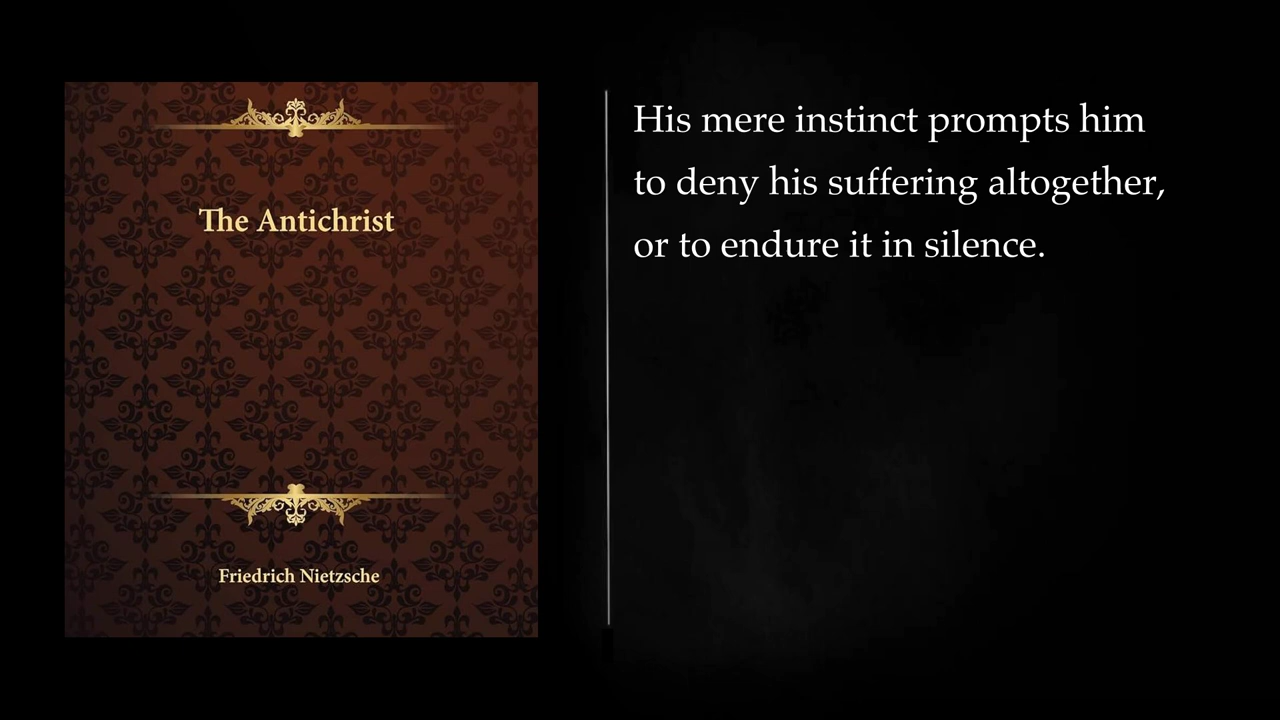 The Antichrist
Friedrich Nietzsche
His mere instinct prompts him
to deny his suffering altogether,
or to endure it in silence.